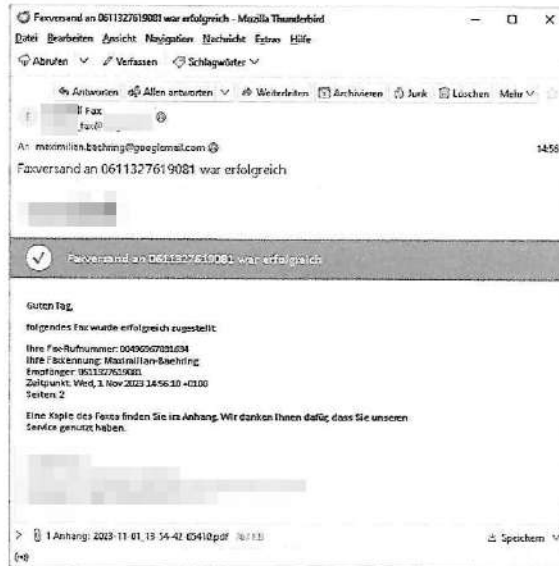 Faxversand an 0611327619081 war erfolgreich - Mozilla Thunderbird
Datei Bearbeiten Ansicht Navigation Nachricht Extras Hilfe
Abrufen Verfassen Schlagwörter
Antworten Allen antworten Weiterleiten Archivieren Junk Löschen Mehr
Fax
An maximilian.baehring@googlemail.com 14:56
Faxversand an 0611327619081 war erfolgreich
Faxversand an 0611327619081 war erfolgreich
Guten Tag,
folgendes Fax wurde erfolgreich zugestellt:
Ihre Fax-Rufnummer:
Ihre Faxkennung: Maximilian-Baehring
Empfänger: 0611327619081
Zeitpunkt: Wed, 1 Nov 2023 14:56:10 +0100
Seiten: 2
Eine Kopie des Faxes finden Sie im Anhang. Wir danken Ihnen dafür, dass Sie unseren
Service genutzt haben.
1 Anhang: 2023-11-01_13-54-42-65410.pdf Speichern